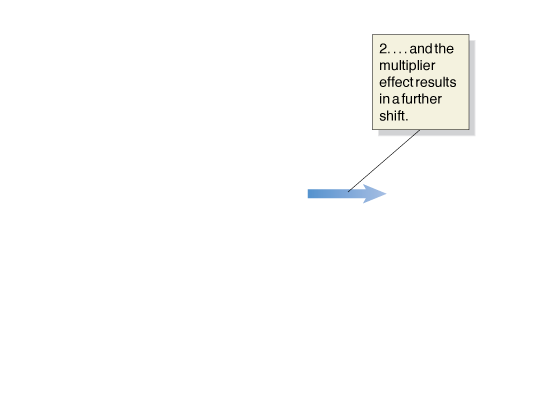 2. . . . and the
multiplier
effect results
in a further
shift.